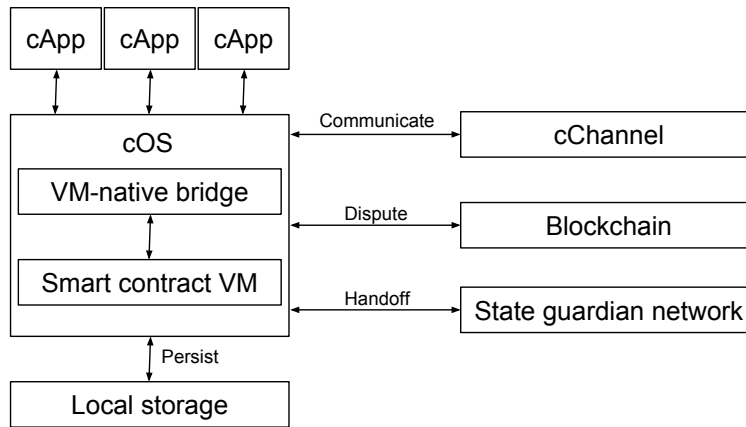 cApp cApp cApp
cOS
VM-native bridge
Smart contract VM
Communicate
cChannel
Dispute
Blockchain
Handoff
State guardian network
Persist
Local storage